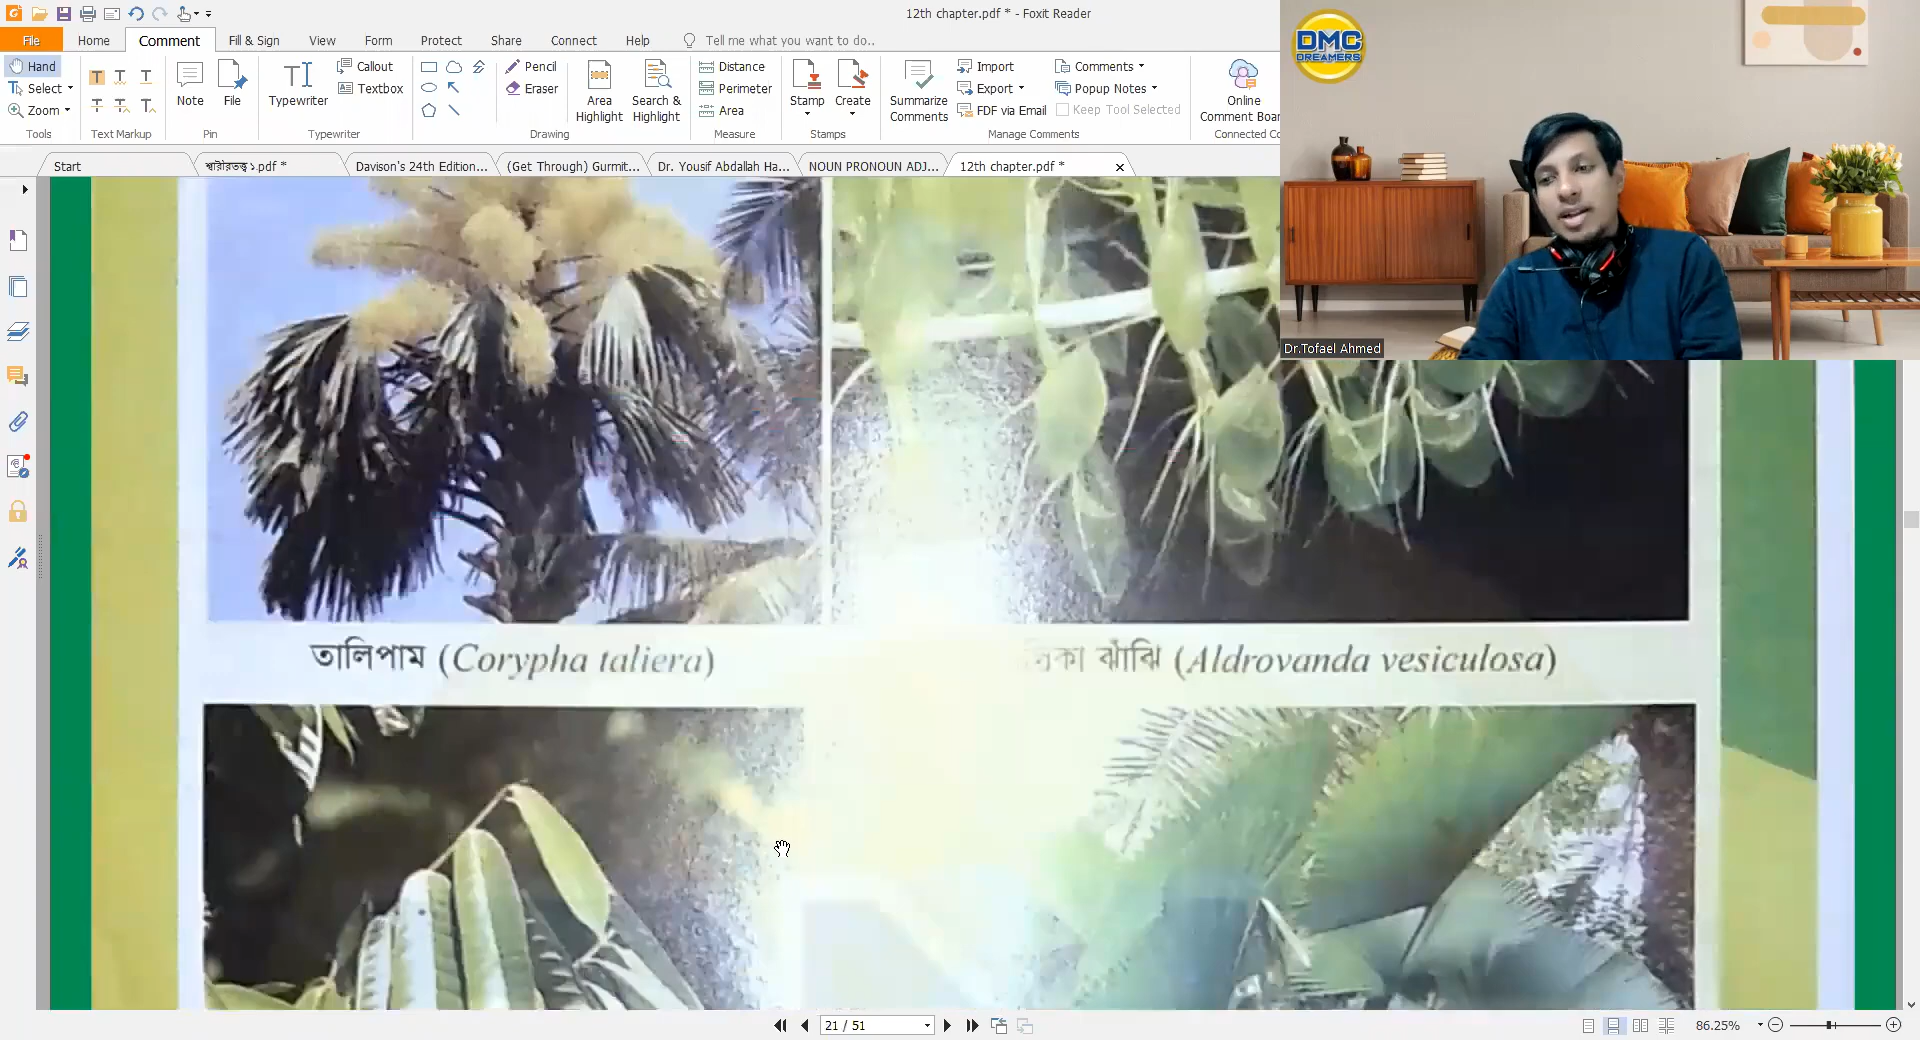 12th chapter.pdf * - Foxit Reader
File Home Comment Fill & Sign View Form Protect Share Connect Help Tell me what you want to do..
Hand
Select
Zoom
Tools
Text Markup
Note
File
Pin
Typewriter
Callout
Textbox
Typewriter
Pencil
Eraser
Area Highlight
Search & Highlight
Drawing
Distance
Perimeter
Area
Measure
Stamp
Create
Stamps
Summarize Comments
Import
Export
FDF via Email
Comments
Popup Notes
Keep Tool Selected
Manage Comments
Online
Comment Boar
Connected Co
DMC
DREAMERS
Start
শারীরতত্ত্ব ১.pdf *
Davison's 24th Edition...
(Get Through) Gurmit...
Dr. Yousif Abdallah Ha...
NOUN PRONOUN ADJ...
12th chapter.pdf *
Dr.Tofael Ahmed
তালিপাম (Corypha taliera)
ঝাঁঝি (Aldrovanda vesiculosa)
21 / 51
86.25%